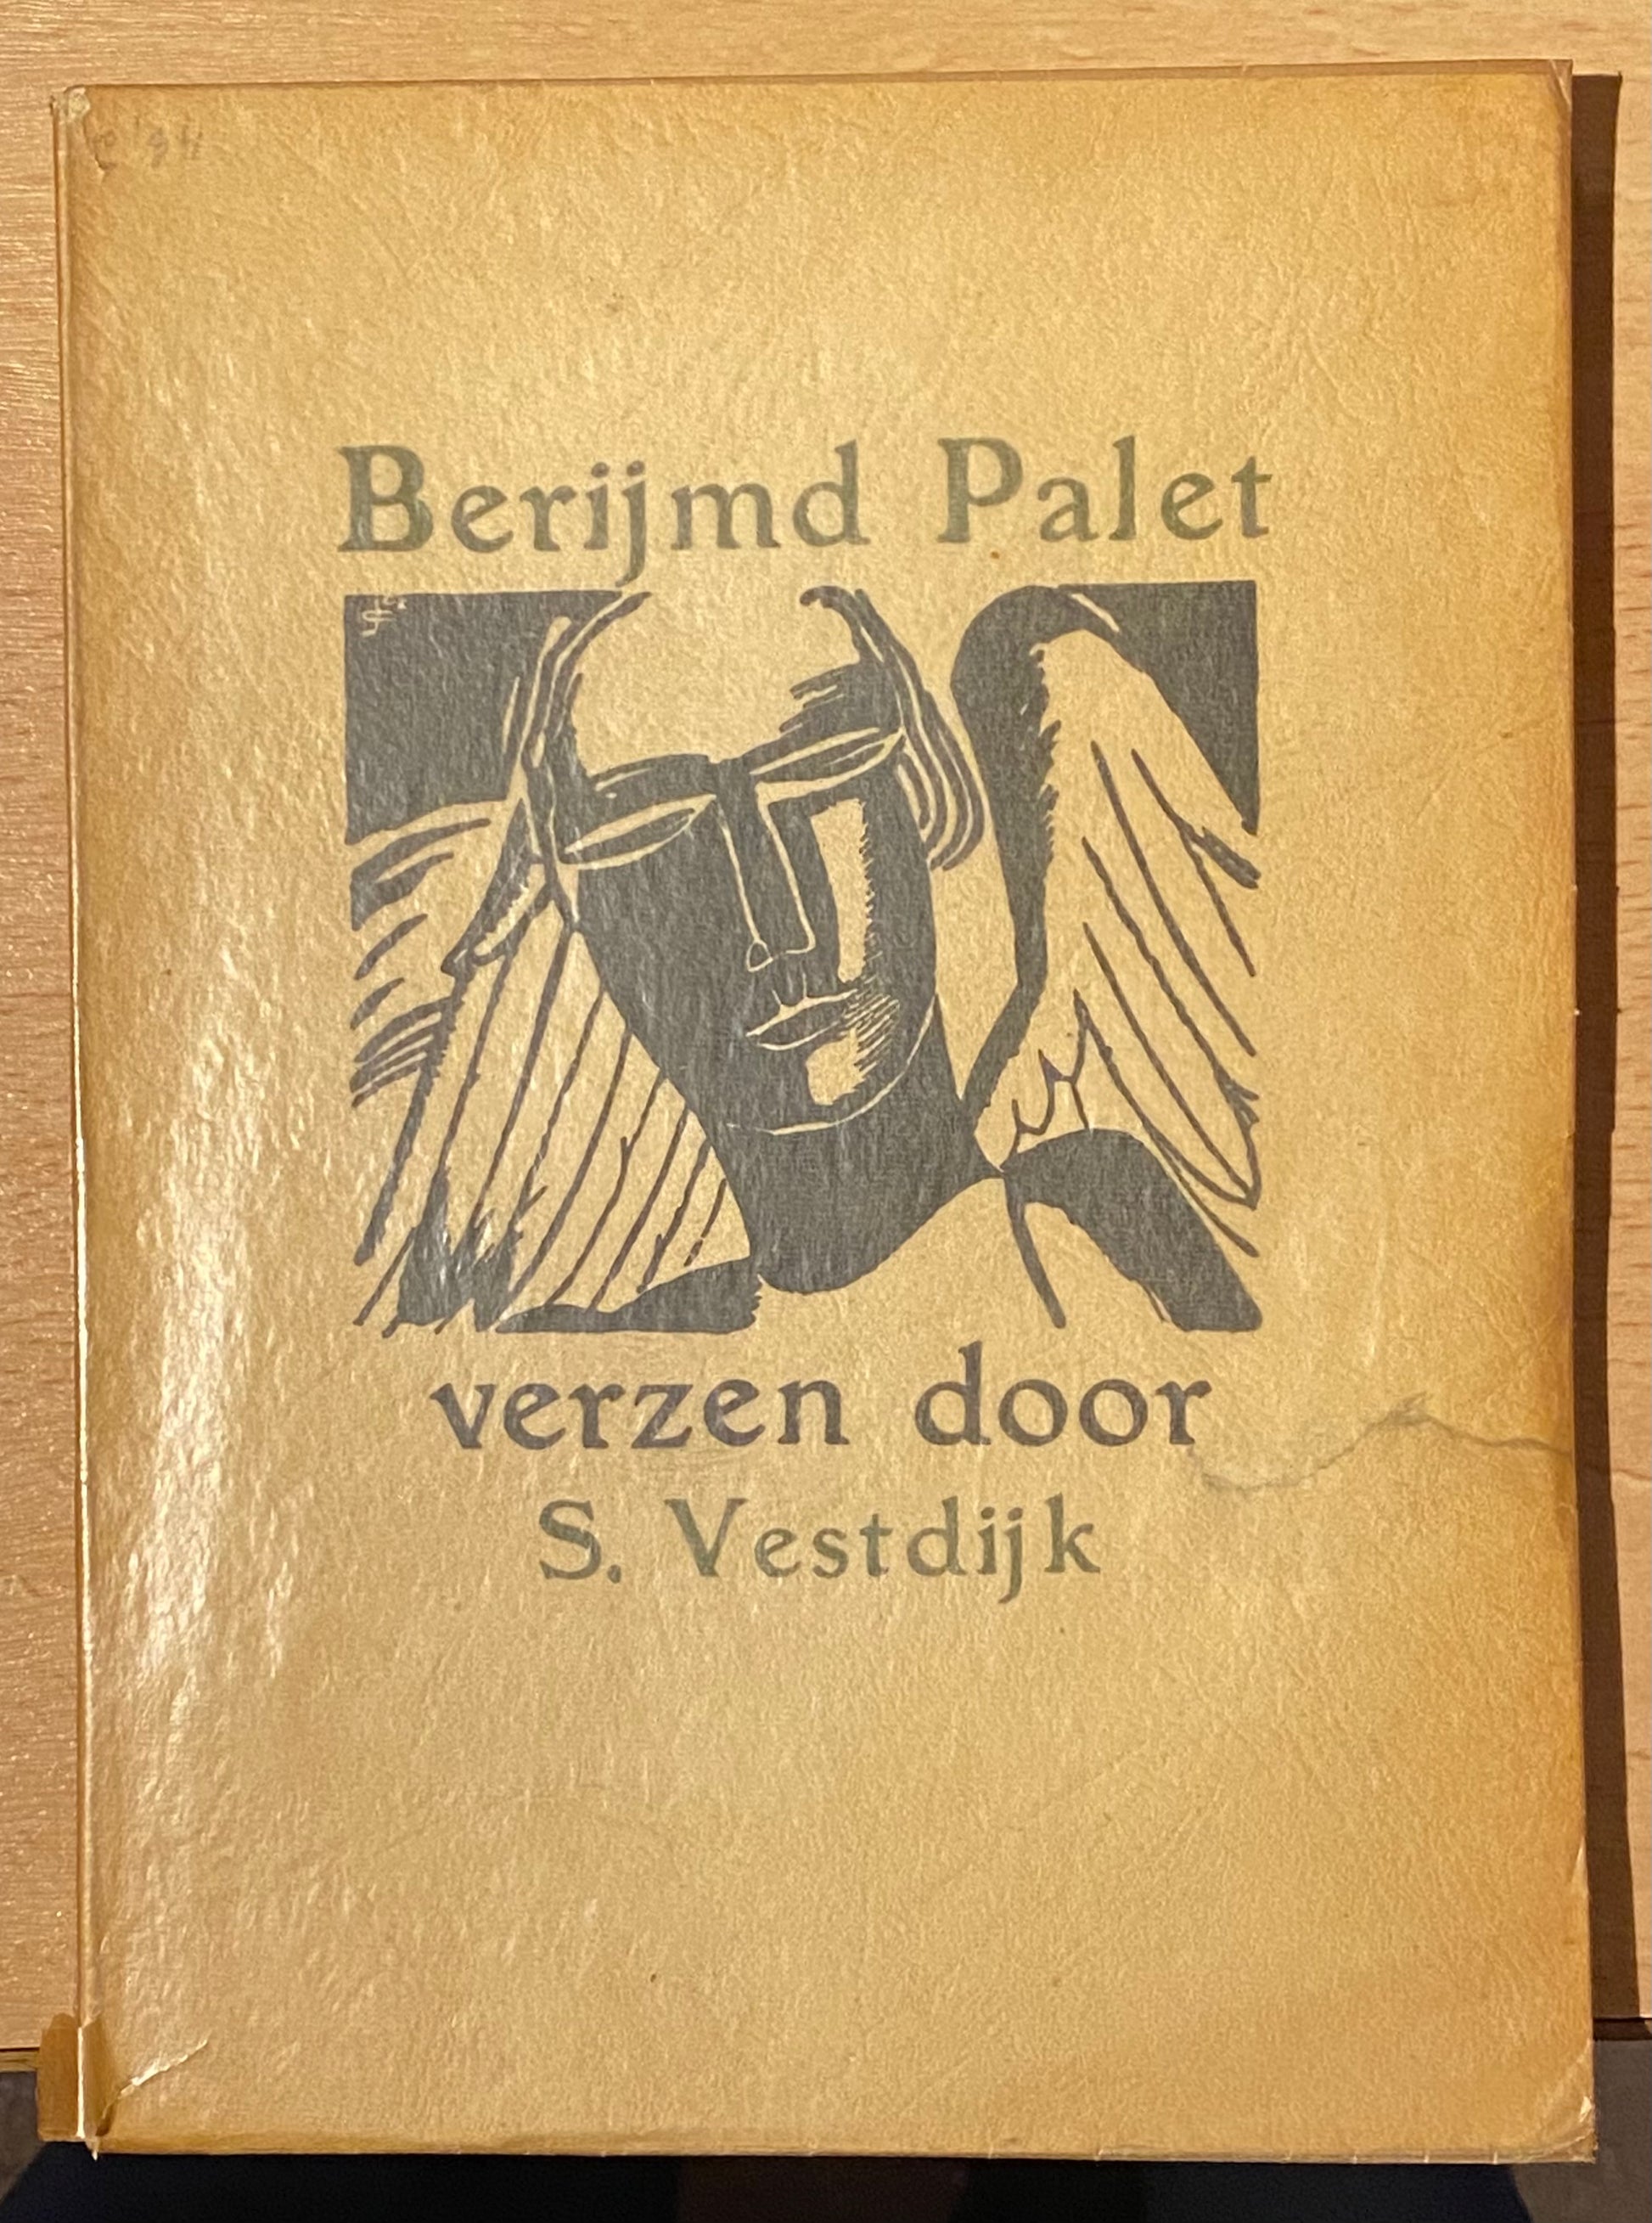 Berijmd Palet
verzen door
S. Vestdijk